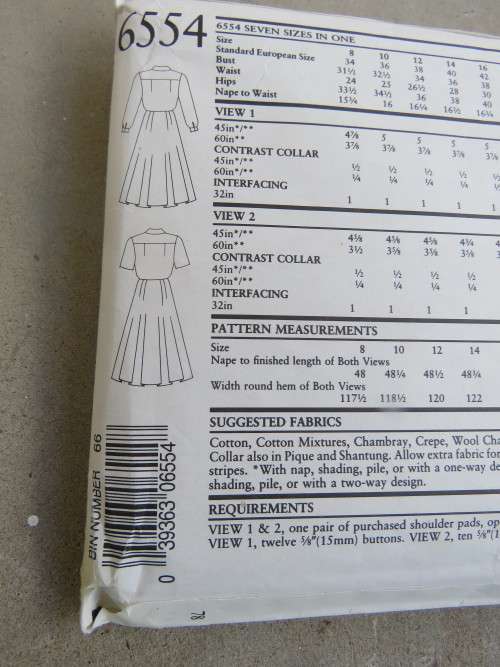 6554
6554 SEVEN SIZES IN ONE
Size 8 10 12 14 16
Standard European Size 34 36 38 40 42
Bust 31½ 32½ 34 36 38
Waist 24 25 26½ 28 30
Hips 33½ 34½ 36 38 40
Nape to Waist 15¾ 16 16¼ 16½ 16¾
VIEW 1
45in*/** 4⅞ 5 5 5 5
60in** 3⅞ 3⅞ 3⅞ 3⅞ 3⅞
CONTRAST COLLAR
45in*/** ½ ½ ½ ½ ½
60in*/** ¼ ¼ ¼ ¼ ¼
INTERFACING
32in 1 1 1 1 1
VIEW 2
45in*/** 4⅝ 4⅝ 4⅝ 4¾
60in** 3½ 3⅝ 3⅝ 3⅝
CONTRAST COLLAR
45in*/** ½ ½ ½ ½
60in*/** ¼ ¼ ¼ ¼
INTERFACING
32in 1 1 1 1
PATTERN MEASUREMENTS
Size 8 10 12 14
Nape to finished length of Both Views
48 48¼ 48½ 48¾
Width round hem of Both Views
117½ 118½ 120 122
SUGGESTED FABRICS
Cotton, Cotton Mixtures, Chambray, Crepe, Wool Cha
Collar also in Pique and Shantung. Allow extra fabric for
stripes. *With nap, shading, pile, or with a one-way de
shading, pile, or with a two-way design.
REQUIREMENTS
VIEW 1 & 2, one pair of purchased shoulder pads, op
VIEW 1, twelve ⅝"(15mm) buttons. VIEW 2, ten ⅝"(1
BIN NUMBER 66
0 39363 06554
78